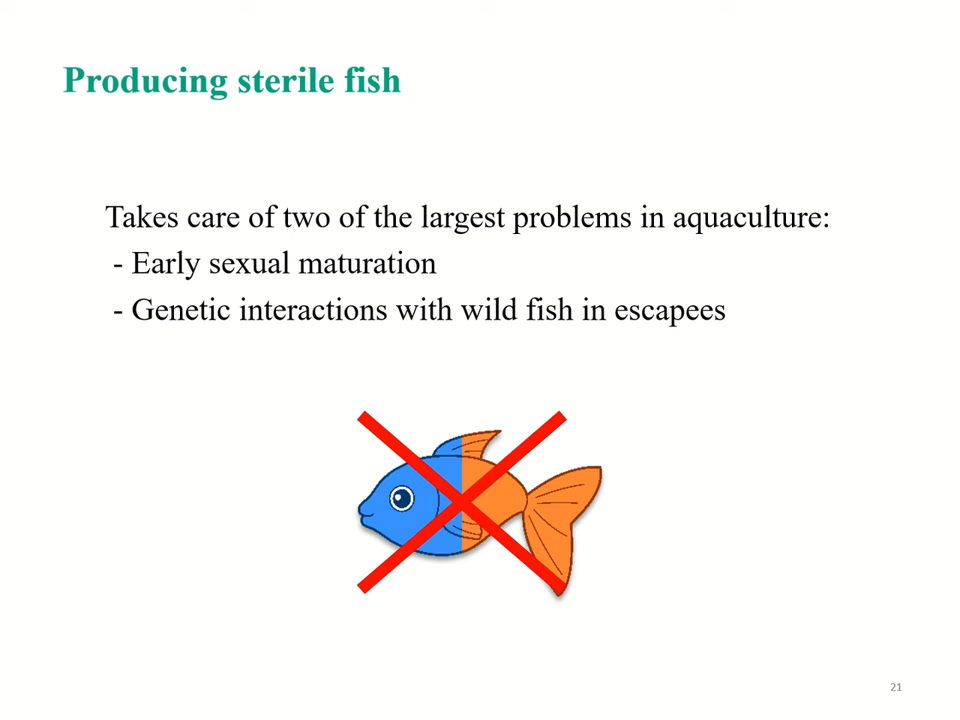 Producing sterile fish
Takes care of two of the largest problems in aquaculture:
- Early sexual maturation
- Genetic interactions with wild fish in escapees
21